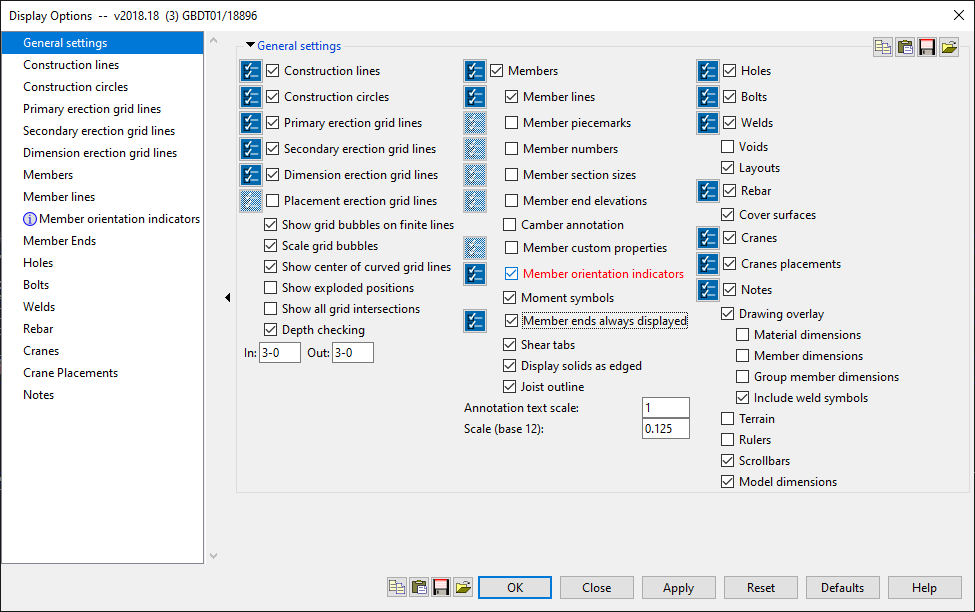 Display Options -- v2018.18 (3) GBDT01/18896
General settings
Construction lines
Construction circles
Primary erection grid lines
Secondary erection grid lines
Dimension erection grid lines
Members
Member lines
Member orientation indicators
Member Ends
Holes
Bolts
Welds
Rebar
Cranes
Crane Placements
Notes
General settings
Construction lines
Construction circles
Primary erection grid lines
Secondary erection grid lines
Dimension erection grid lines
Placement erection grid lines
Show grid bubbles on finite lines
Scale grid bubbles
Show center of curved grid lines
Show exploded positions
Show all grid intersections
Depth checking
In: 3-0 Out: 3-0
Members
Member lines
Member piecemarks
Member numbers
Member section sizes
Member end elevations
Camber annotation
Member custom properties
Member orientation indicators
Moment symbols
Member ends always displayed
Shear tabs
Display solids as edged
Joist outline
Annotation text scale: 1
Scale (base 12): 0.125
Holes
Bolts
Welds
Voids
Layouts
Rebar
Cover surfaces
Cranes
Cranes placements
Notes
Drawing overlay
Material dimensions
Member dimensions
Group member dimensions
Include weld symbols
Terrain
Rulers
Scrollbars
Model dimensions
OK Close Apply Reset Defaults Help